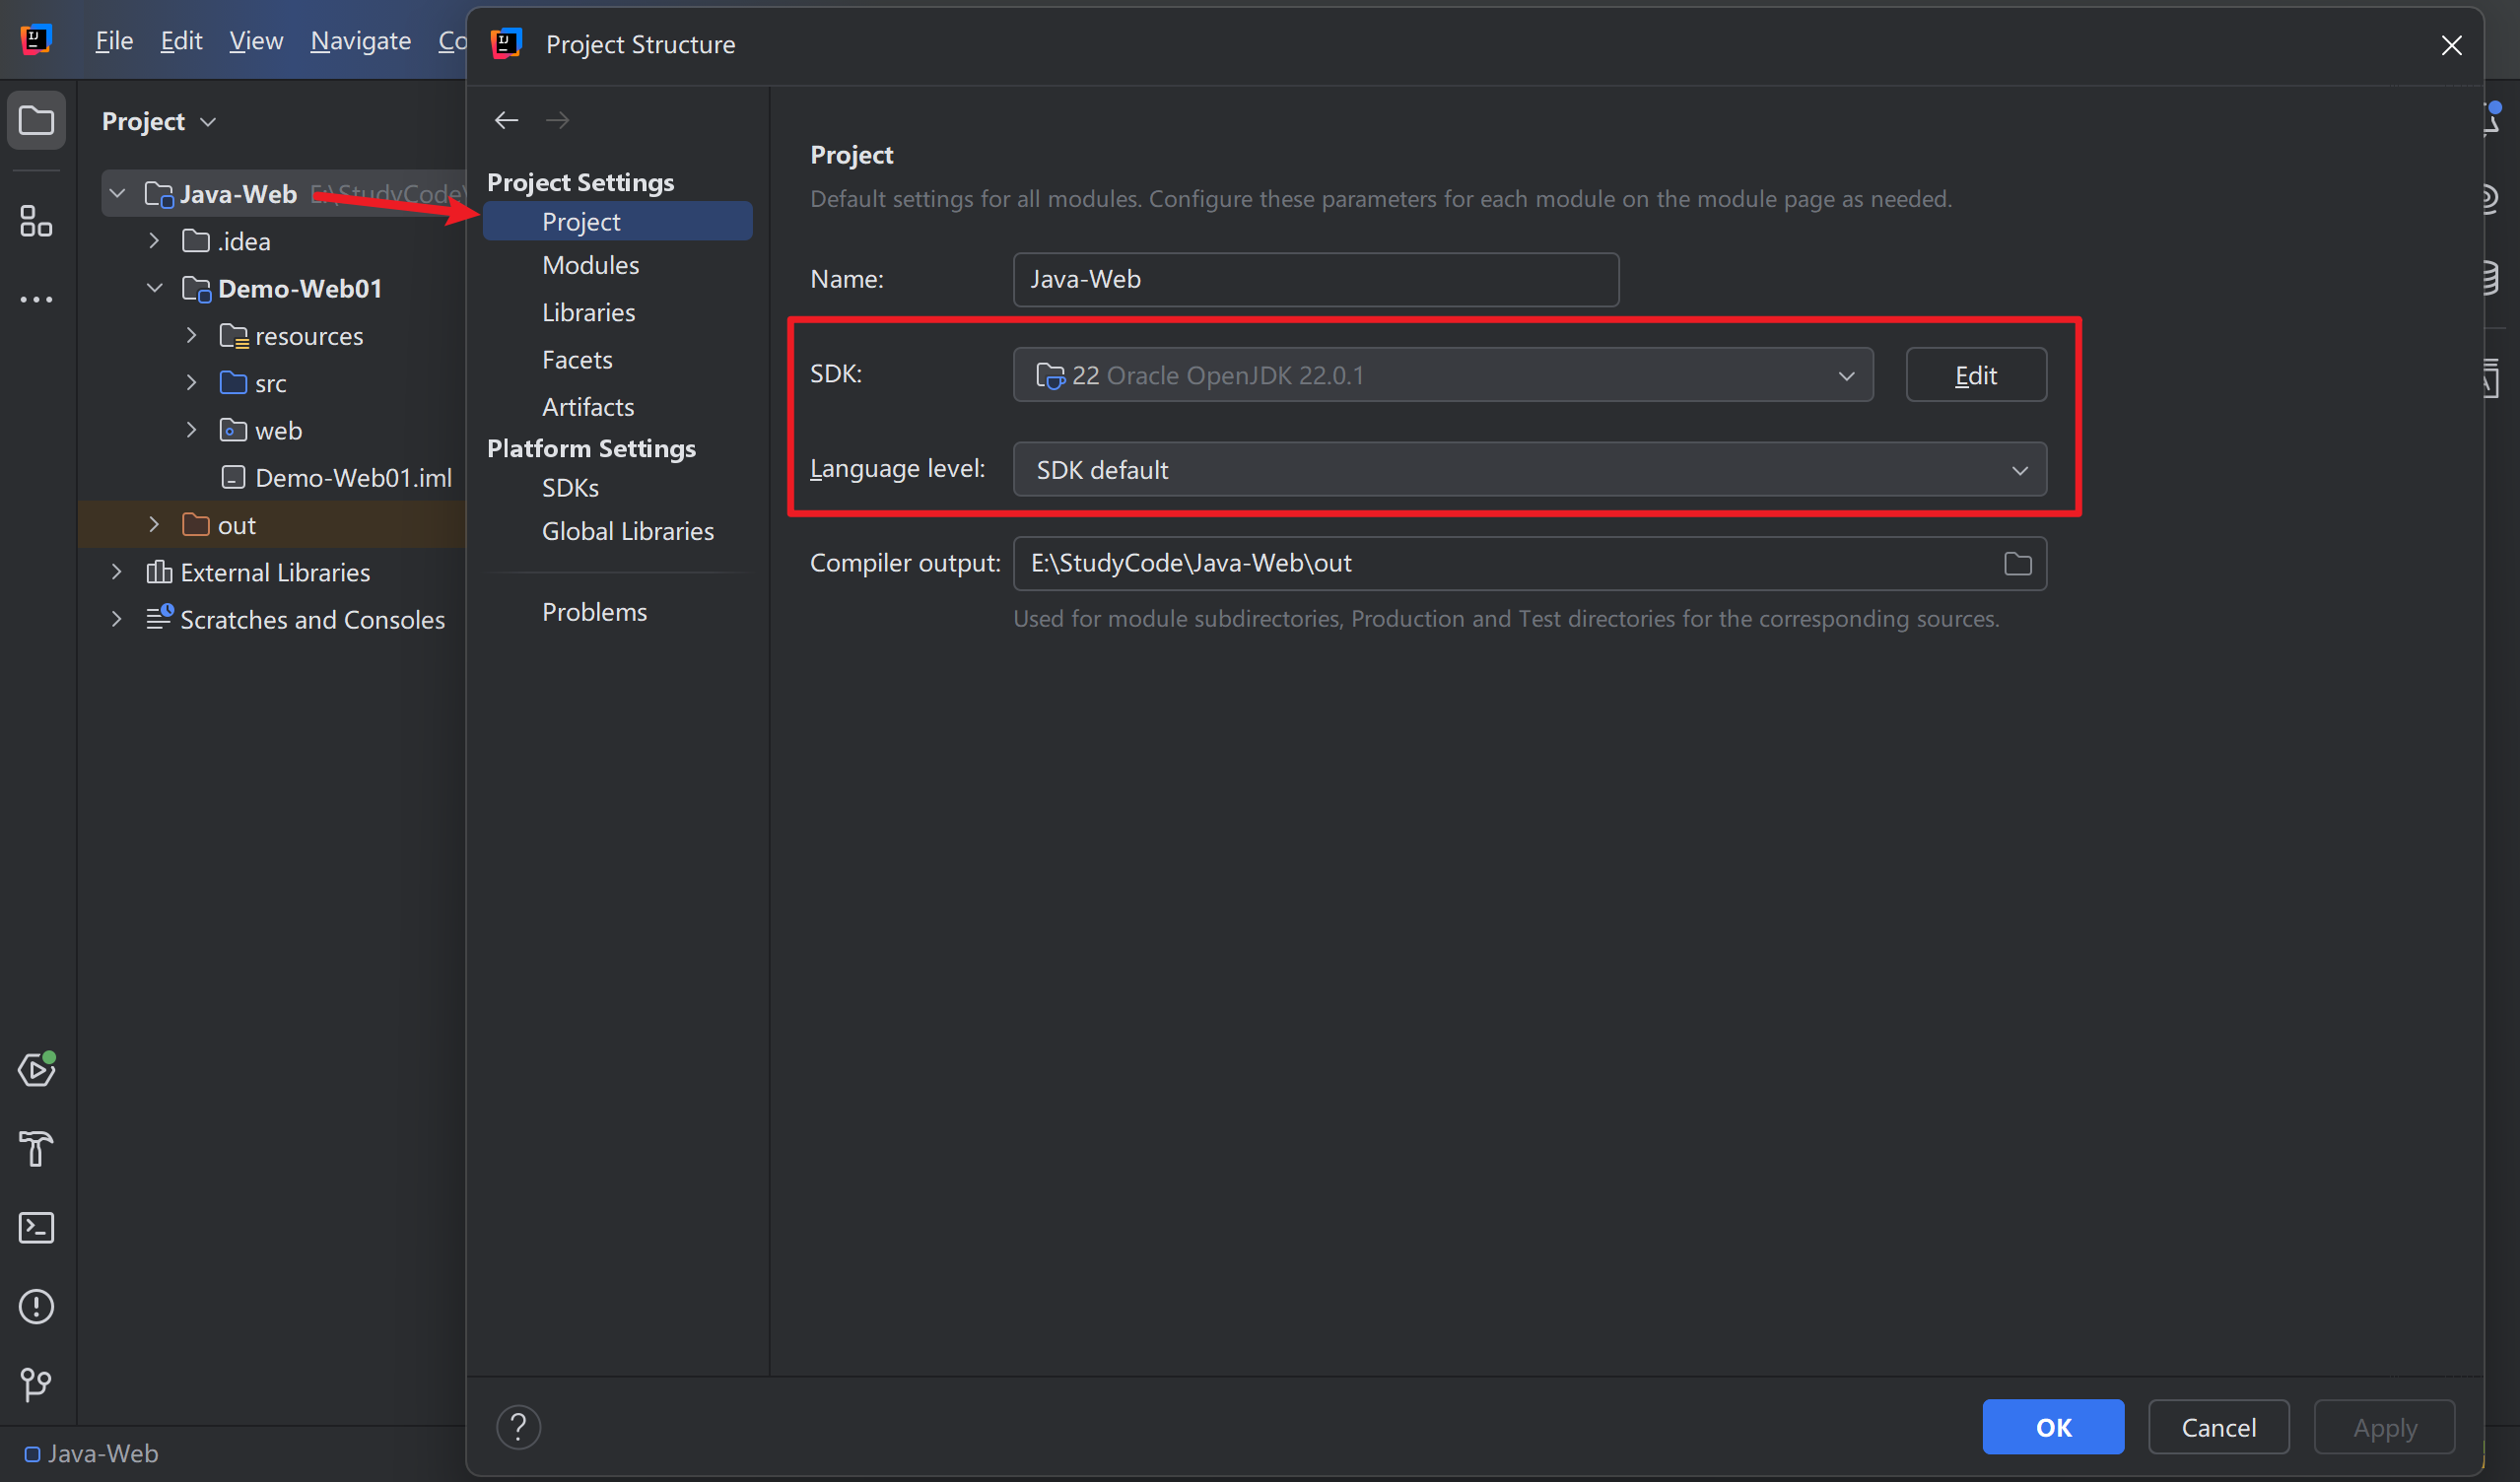 File Edit View Navigate Co
Project
Java-Web E:\StudyCode\
.idea
Demo-Web01
resources
src
web
Demo-Web01.iml
out
External Libraries
Scratches and Consoles
Java-Web
Project Structure
Project Settings
Project
Modules
Libraries
Facets
Artifacts
Platform Settings
SDKs
Global Libraries
Problems
Project
Default settings for all modules. Configure these parameters for each module on the module page as needed.
Name: Java-Web
SDK: 22 Oracle OpenJDK 22.0.1 Edit
Language level: SDK default
Compiler output: E:\StudyCode\Java-Web\out
Used for module subdirectories, Production and Test directories for the corresponding sources.
? OK Cancel Apply